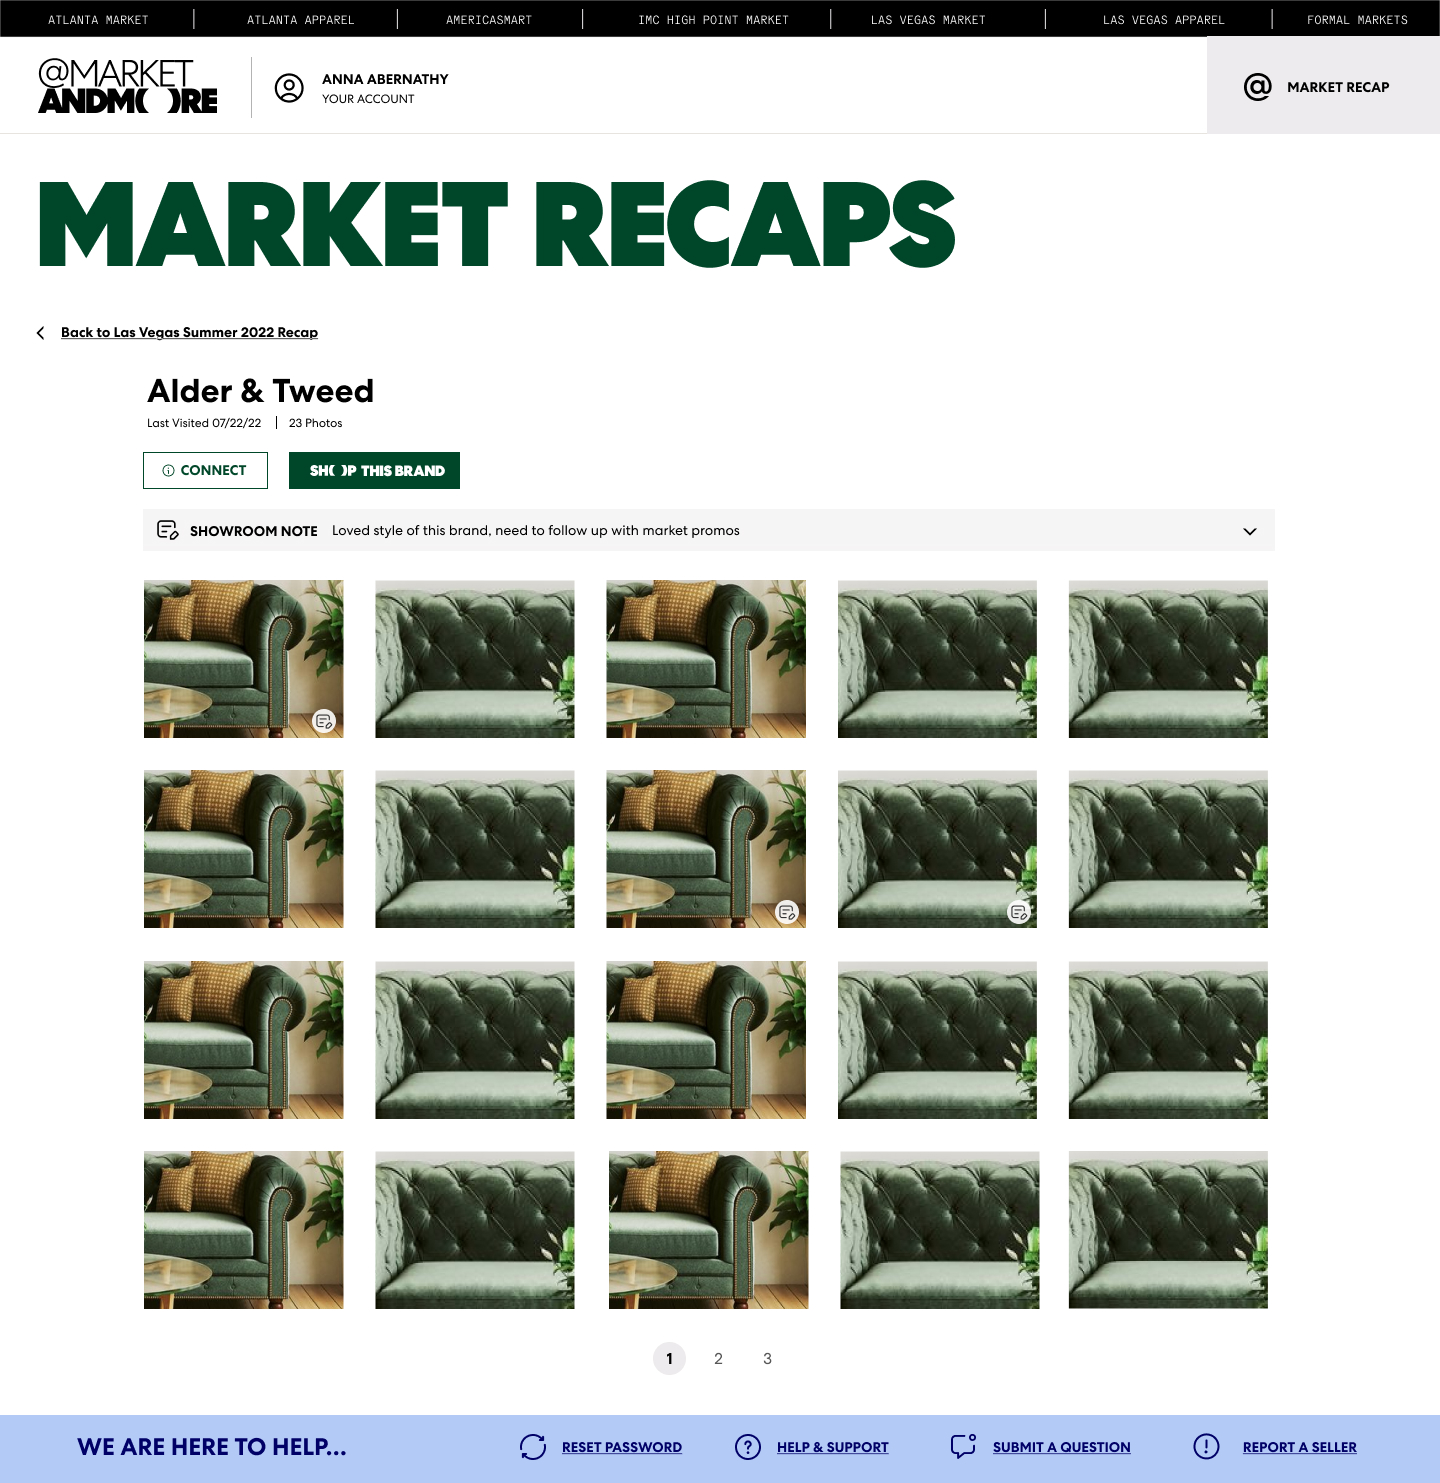 ATLANTA MARKET
ATLANTA APPAREL
AMERICASMART
IMC HIGH POINT MARKET
LAS VEGAS MARKET
LAS VEGAS APPAREL
FORMAL MARKETS
@MARKET
ANDMORE
ANNA ABERNATHY
YOUR ACCOUNT
@ MARKET RECAP
MARKET RECAPS
Back to Las Vegas Summer 2022 Recap
Alder & Tweed
Last Visited 07/22/22 | 23 Photos
CONNECT
SHOP THIS BRAND
SHOWROOM NOTE Loved style of this brand, need to follow up with market promos
1 2 3
WE ARE HERE TO HELP...
RESET PASSWORD
HELP & SUPPORT
SUBMIT A QUESTION
REPORT A SELLER